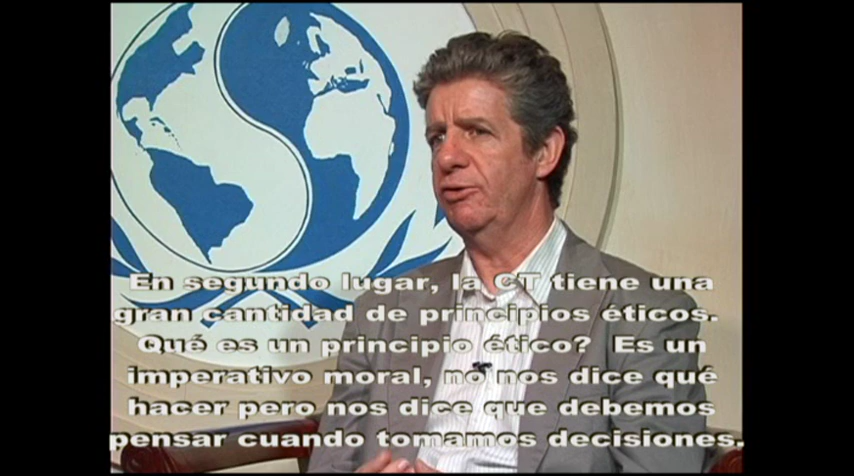 En segundo lugar, la CT tiene una
gran cantidad de principios éticos.
Qué es un principio ético?  Es un
imperativo moral, no nos dice qué
hacer pero nos dice que debemos
pensar cuando tomamos decisiones.